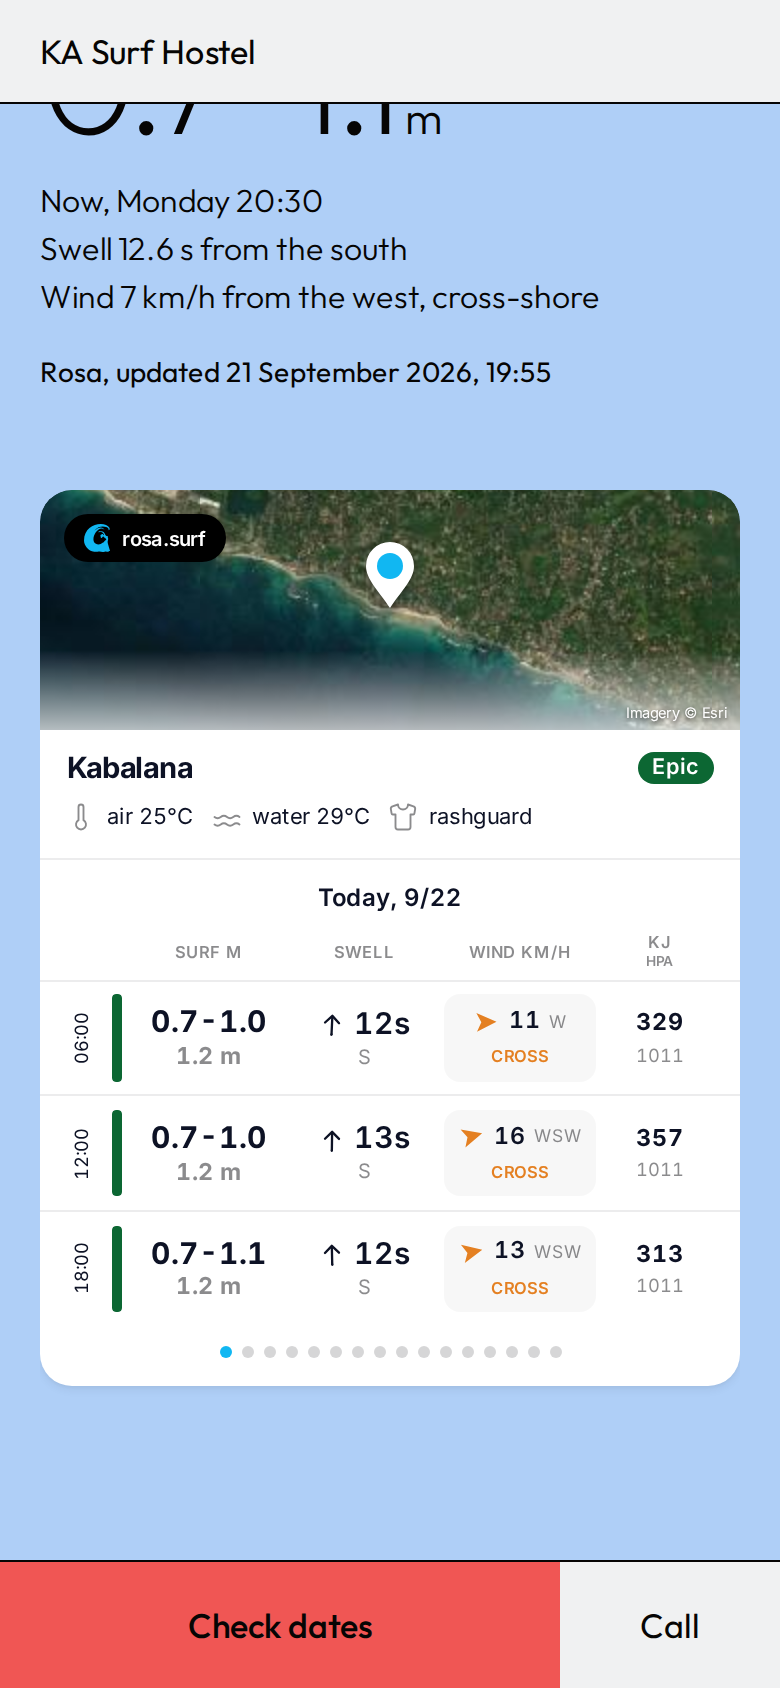 KA Surf Hostel
0.7 1.1 m
Now, Monday 20:30
Swell 12.6 s from the south
Wind 7 km/h from the west, cross-shore
Rosa, updated 21 September 2026, 19:55
rosa.surf
Imagery © Esri
Kabalana
Epic
air 25°C water 29°C rashguard
Today, 9/22
SURF M SWELL WIND KM/H KJ
HPA
06:00 0.7-1.0 12s 11 W 329
1.2 m S CROSS 1011
12:00 0.7-1.0 13s 16 WSW 357
1.2 m S CROSS 1011
18:00 0.7-1.1 12s 13 WSW 313
1.2 m S CROSS 1011
Check dates Call